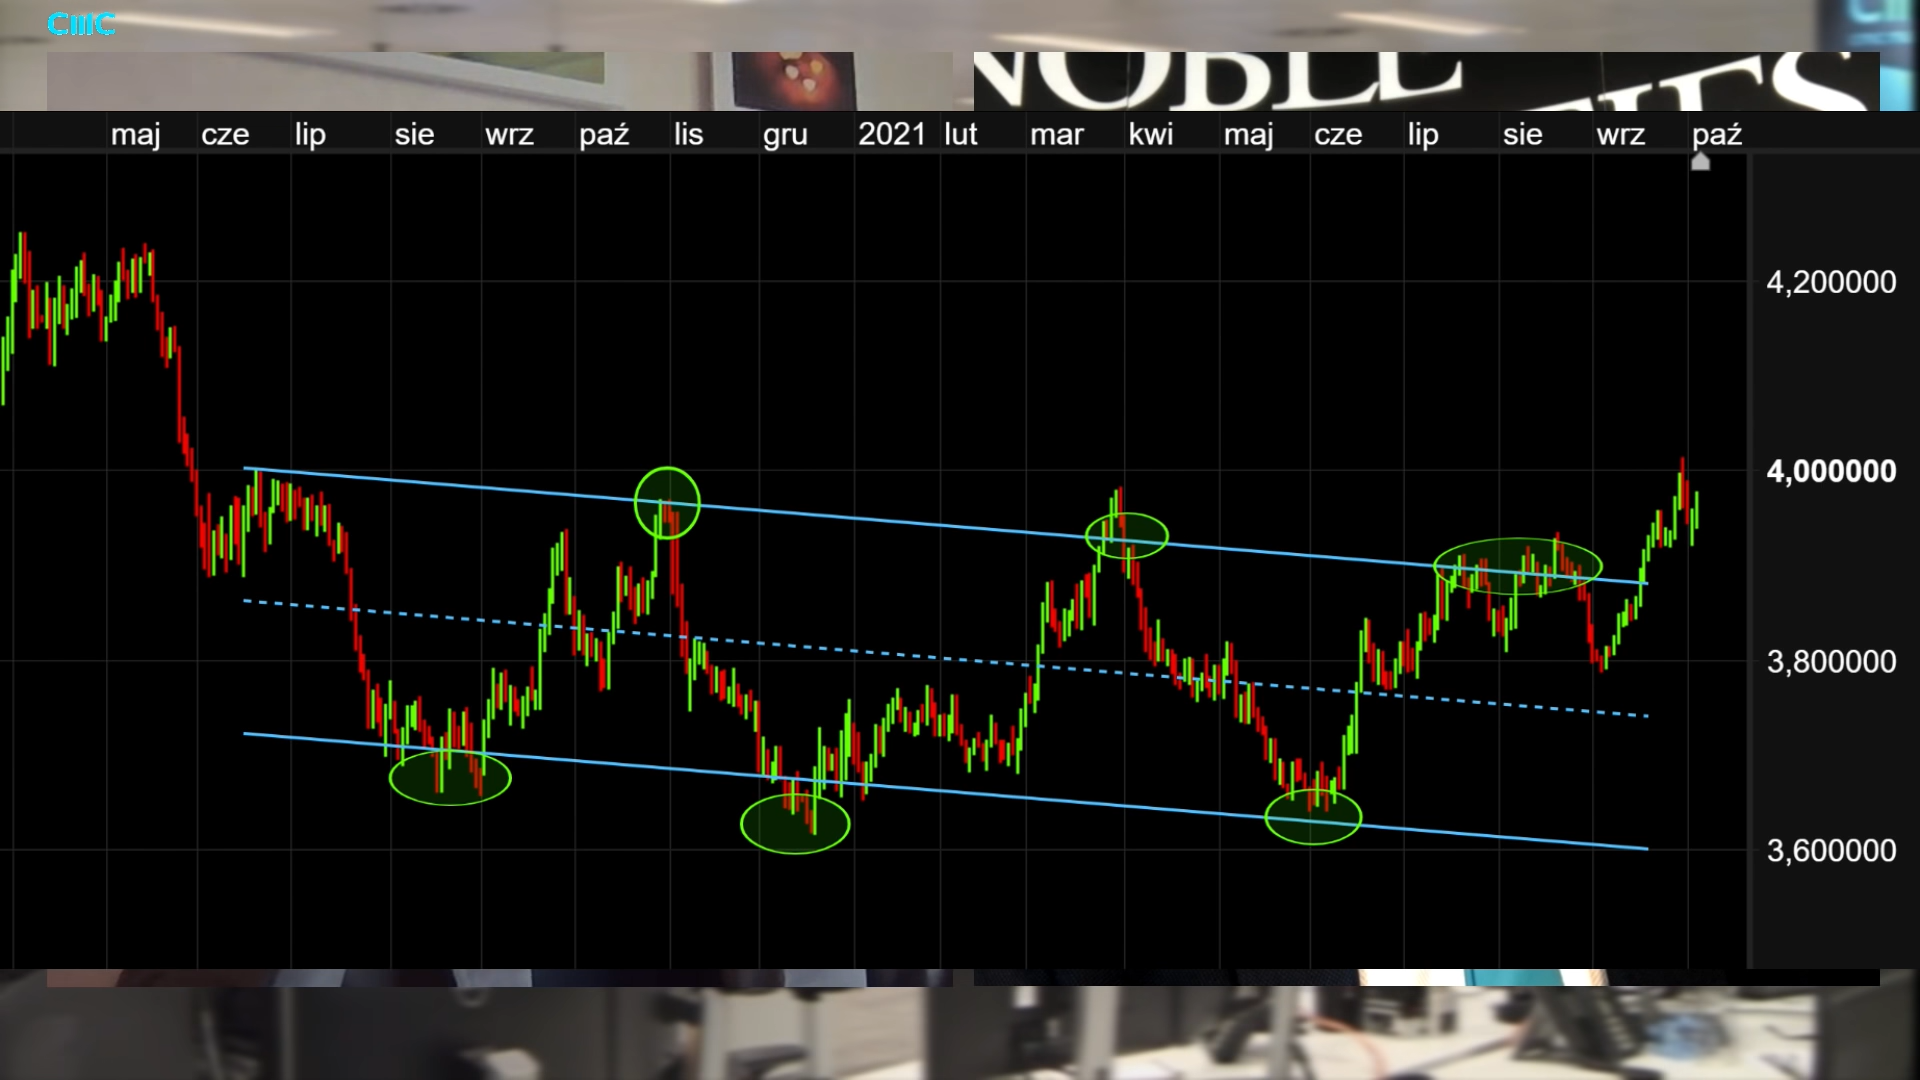 CMC
NOBLE
maj cze lip sie wrz paź lis gru 2021 lut mar kwi maj cze lip sie wrz paź
4,200000
4,000000
3,800000
3,600000